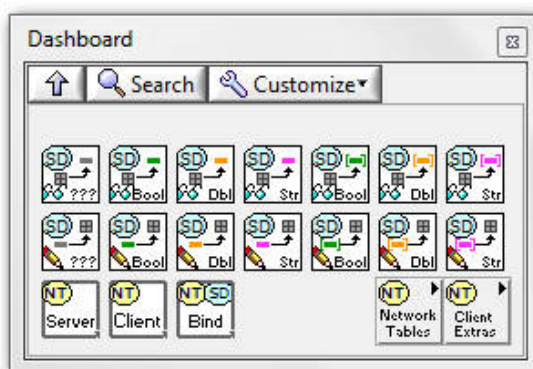 Dashboard
Search Customize
SD SD SD SD SD SD SD
??? Bool Dbl Str Bool Dbl Str
SD SD SD SD SD SD SD
??? Bool Dbl Str Bool Dbl Str
NT NT NT SD NT NT
Server Client Bind Network Tables Client Extras